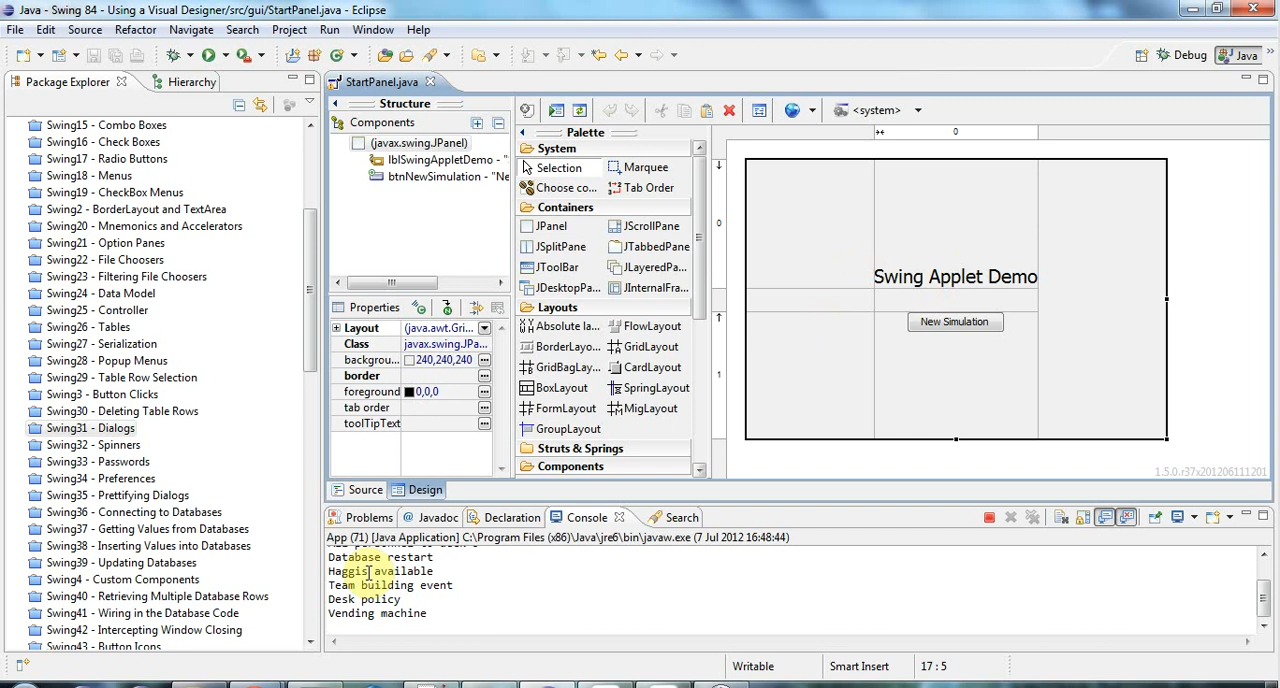 Java - Swing 84 - Using a Visual Designer/src/gui/StartPanel.java - Eclipse
File Edit Source Refactor Navigate Search Project Run Window Help
Debug Java
Package Explorer Hierarchy
Swing15 - Combo Boxes
Swing16 - Check Boxes
Swing17 - Radio Buttons
Swing18 - Menus
Swing19 - CheckBox Menus
Swing2 - BorderLayout and TextArea
Swing20 - Mnemonics and Accelerators
Swing21 - Option Panes
Swing22 - File Choosers
Swing23 - Filtering File Choosers
Swing24 - Data Model
Swing25 - Controller
Swing26 - Tables
Swing27 - Serialization
Swing28 - Popup Menus
Swing29 - Table Row Selection
Swing3 - Button Clicks
Swing30 - Deleting Table Rows
Swing31 - Dialogs
Swing32 - Spinners
Swing33 - Passwords
Swing34 - Preferences
Swing35 - Prettifying Dialogs
Swing36 - Connecting to Databases
Swing37 - Getting Values from Databases
Swing38 - Inserting Values into Databases
Swing39 - Updating Databases
Swing4 - Custom Components
Swing40 - Retrieving Multiple Database Rows
Swing41 - Wiring in the Database Code
Swing42 - Intercepting Window Closing
Swing43 - Button Icons
StartPanel.java
Structure
Components
(javax.swing.JPanel)
lblSwingAppletDemo - "
btnNewSimulation - "Ne
Properties
Layout (java.awt.Gri...
Class javax.swing.JPa...
backgrou... 240,240,240
border
foreground 0,0,0
tab order
toolTipText
<system>
Palette
System
Selection Marquee
Choose co... Tab Order
Containers
JPanel JScrollPane
JSplitPane JTabbedPane
JToolBar JLayeredPa...
JDesktopPa... JInternalFra...
Layouts
Absolute la... FlowLayout
BorderLayo... GridLayout
GridBagLay... CardLayout
BoxLayout SpringLayout
FormLayout MigLayout
GroupLayout
Struts & Springs
Components
0
0
1
Swing Applet Demo
New Simulation
1.5.0.r37x201206111201
Source Design
Problems Javadoc Declaration Console Search
App (71) [Java Application] C:\Program Files (x86)\Java\jre6\bin\javaw.exe (7 Jul 2012 16:48:44)
Database restart
Haggis available
Team building event
Desk policy
Vending machine
Writable Smart Insert 17 : 5